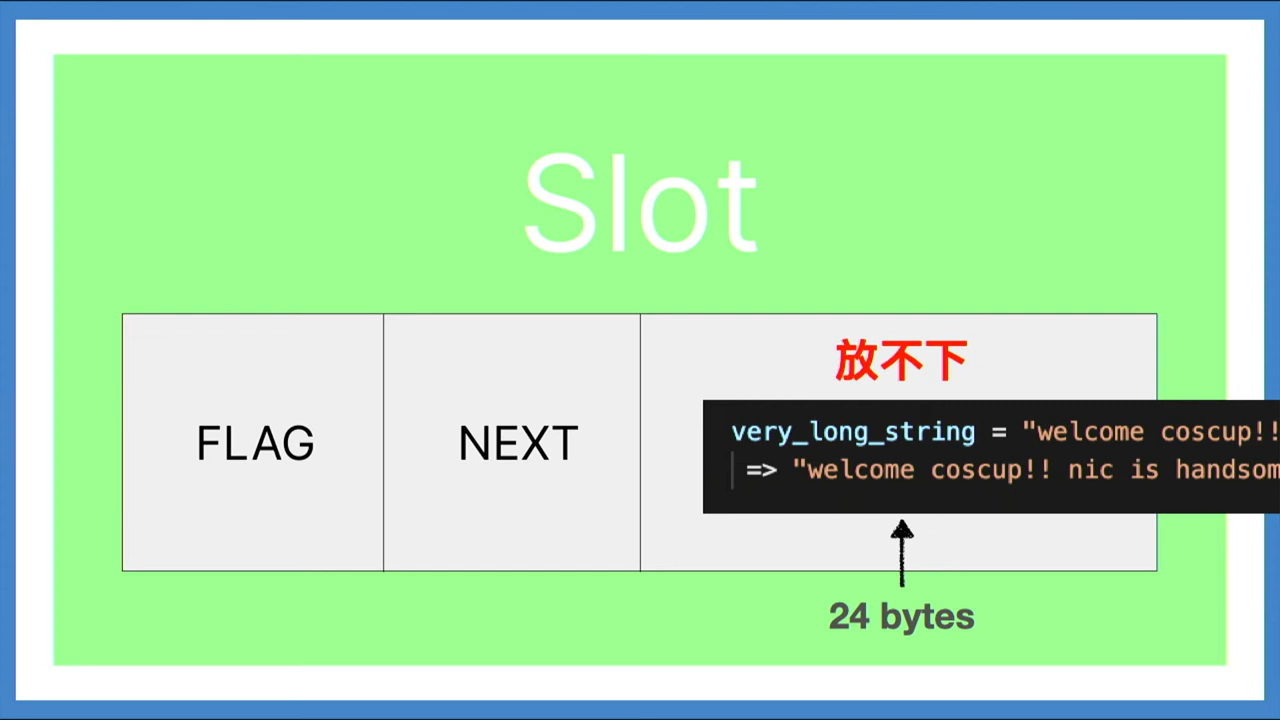 Slot
FLAG
NEXT
放不下
very_long_string = "welcome coscup!!
=> "welcome coscup!! nic is handsom
24 bytes